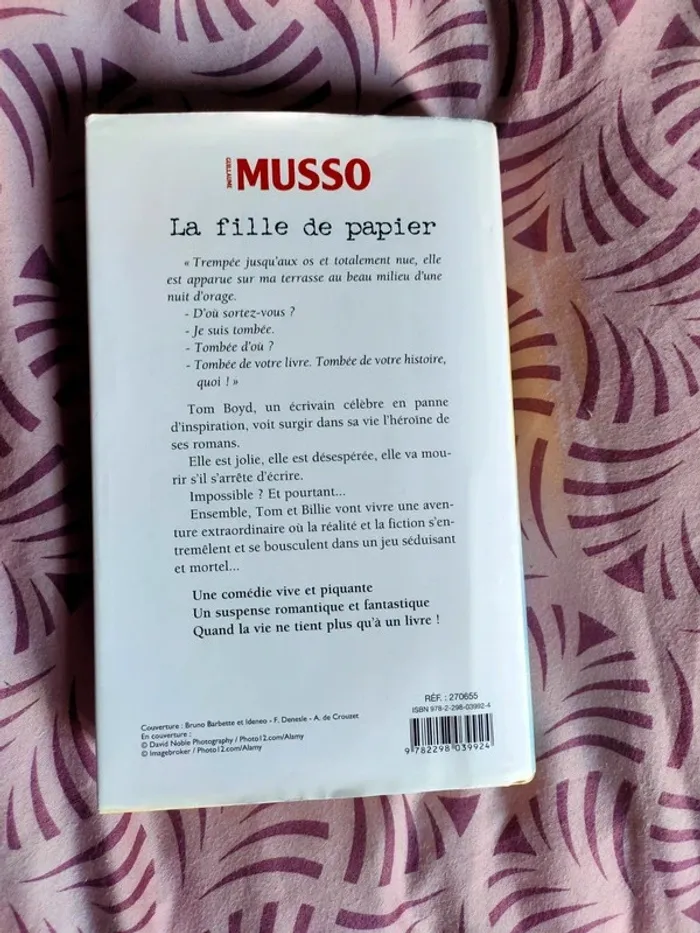 GUILLAUME MUSSO
La fille de papier
« Trempée jusqu'aux os et totalement nue, elle
est apparue sur ma terrasse au beau milieu d'une
nuit d'orage.
- D'où sortez-vous ?
- Je suis tombée.
- Tombée d'où ?
- Tombée de votre livre. Tombée de votre histoire,
quoi ! »
Tom Boyd, un écrivain célèbre en panne
d'inspiration, voit surgir dans sa vie l'héroïne de
ses romans.
Elle est jolie, elle est désespérée, elle va mou-
rir s'il s'arrête d'écrire.
Impossible ? Et pourtant...
Ensemble, Tom et Billie vont vivre une aven-
ture extraordinaire où la réalité et la fiction s'en-
tremêlent et se bousculent dans un jeu séduisant
et mortel...
Une comédie vive et piquante
Un suspense romantique et fantastique
Quand la vie ne tient plus qu'à un livre !
RÉF. : 270655
ISBN 978-2-298-03992-4
Couverture : Bruno Barbette et Ideneo - F. Denesle - A. de Crouzet
En couverture :
© David Noble Photography / Photo12.com/Alamy
© Imagebroker / Photo12.com/Alamy
9 782298 039924